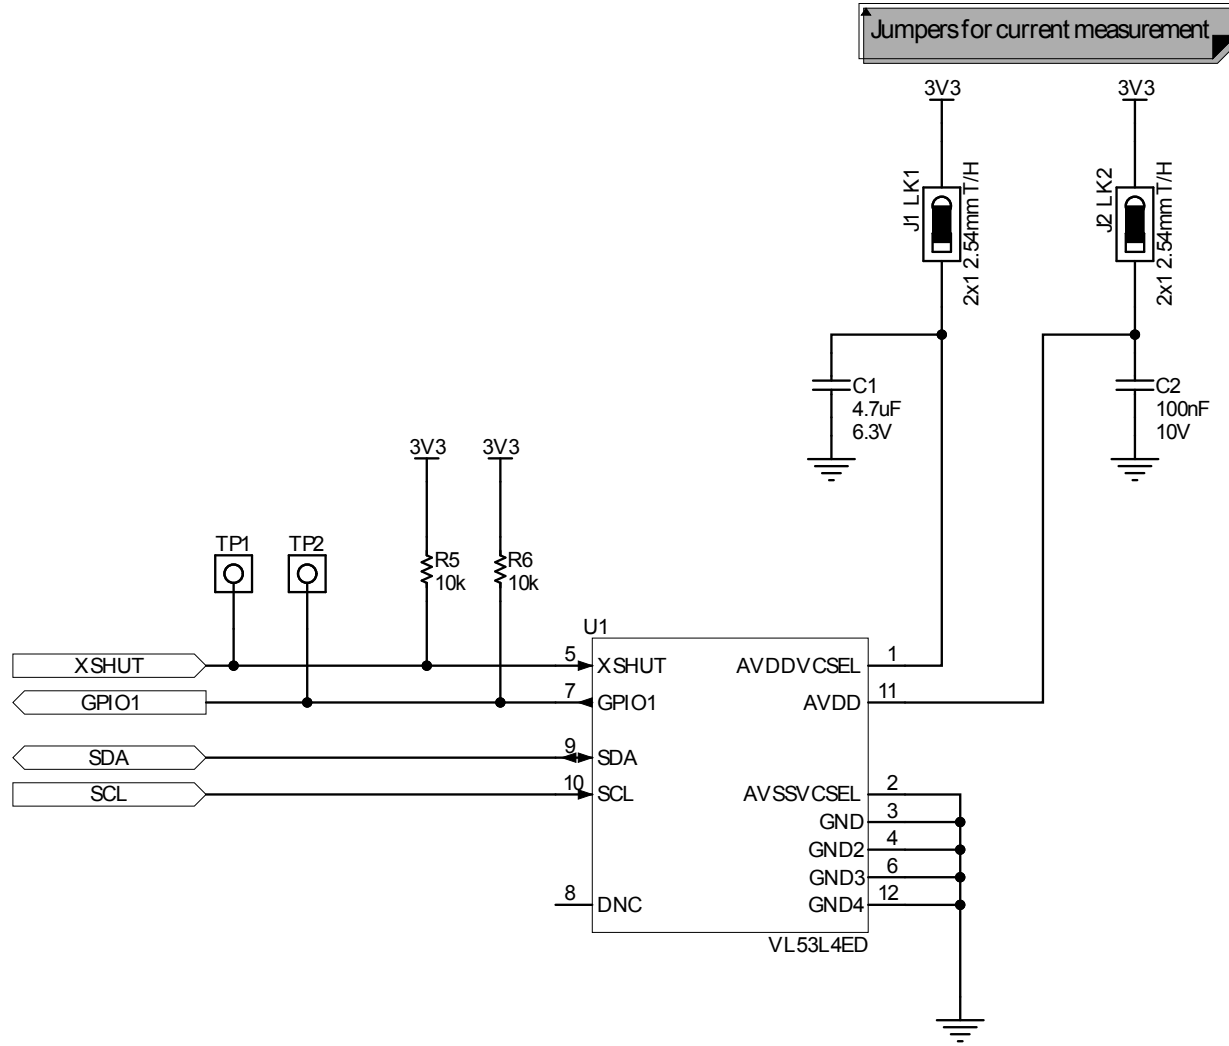 Jumpers for current measurement
3V3
3V3
J1 LK1
2x1 2.54mm T/H
J2 LK2
2x1 2.54mm T/H
C1
4.7uF
6.3V
C2
100nF
10V
3V3
3V3
TP1
TP2
R5
10k
R6
10k
U1
XSHUT
5
XSHUT
AVDDVCSEL
1
GPIO1
7
GPIO1
AVDD
11
SDA
9
SDA
SCL
10
SCL
AVSSVCSEL
2
GND
3
GND2
4
GND3
6
8
DNC
GND4
12
VL53L4ED